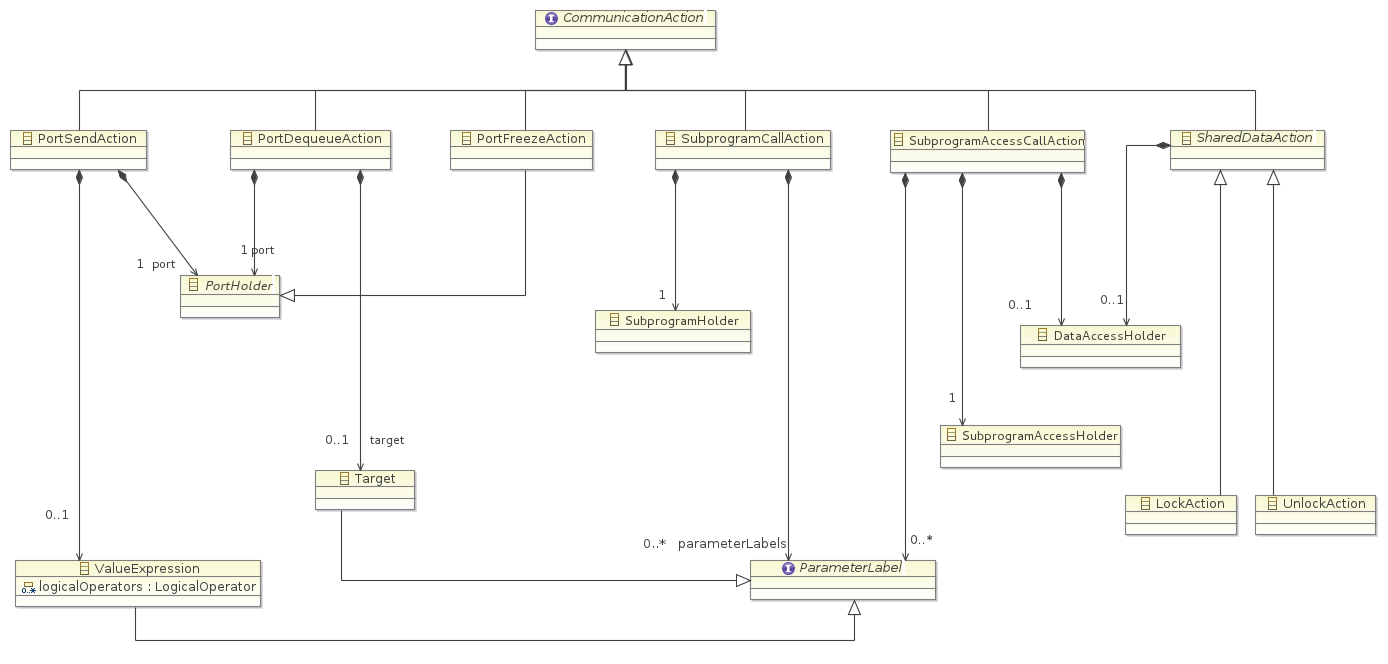 CommunicationAction
PortSendAction
PortDequeueAction
PortFreezeAction
SubprogramCallAction
SubprogramAccessCallAction
SharedDataAction
1 port
1 port
PortHolder
1
SubprogramHolder
0..1
0..1
DataAccessHolder
1
SubprogramAccessHolder
0..1 target
Target
LockAction
UnlockAction
0..1
0..* parameterLabels
0..*
ValueExpression
0..* logicalOperators : LogicalOperator
ParameterLabel